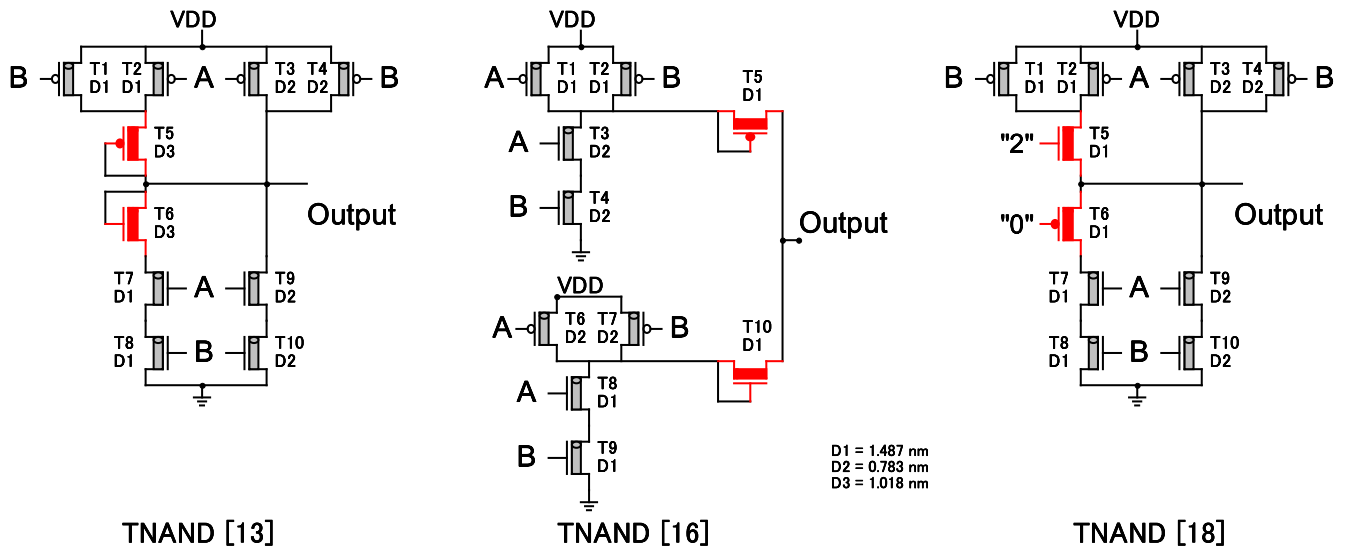 VDD VDD VDD
B T1 D1 T2 D1 A T3 D2 T4 D2 B
T5 D3
T6 D3
Output
T7 D1 A T9 D2
T8 D1 B T10 D2
TNAND [13]
A T1 D1 T2 D1 B T5 D1
A T3 D2
B T4 D2
Output
VDD
A T6 D2 T7 D2 B T10 D1
A T8 D1
B T9 D1
D1 = 1.487 nm
D2 = 0.783 nm
D3 = 1.018 nm
TNAND [16]
B T1 D1 T2 D1 A T3 D2 T4 D2 B
"2" T5 D1
"0" T6 D1
Output
T7 D1 A T9 D2
T8 D1 B T10 D2
TNAND [18]